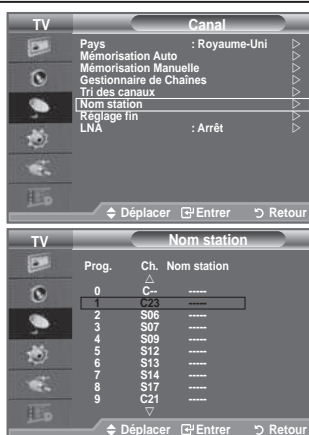 TV Canal
Pays : Royaume-Uni
Mémorisation Auto
Mémorisation Manuelle
Gestionnaire de Chaînes
Tri des canaux
Nom station
Réglage fin
LNA : Arrêt
Déplacer Entrer Retour
TV Nom station
Prog. Ch. Nom station
0 C-- -----
1 C23 -----
2 S06 -----
3 S07 -----
4 S09 -----
5 S12 -----
6 S13 -----
7 S14 -----
8 S17 -----
9 C21 -----
Déplacer Entrer Retour